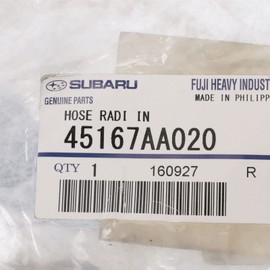 SUBARU
FUJI HEAVY INDUST
GENUINE PARTS
MADE IN PHILIPP
HOSE RADI IN
45167AA020
QTY 1 160927 R